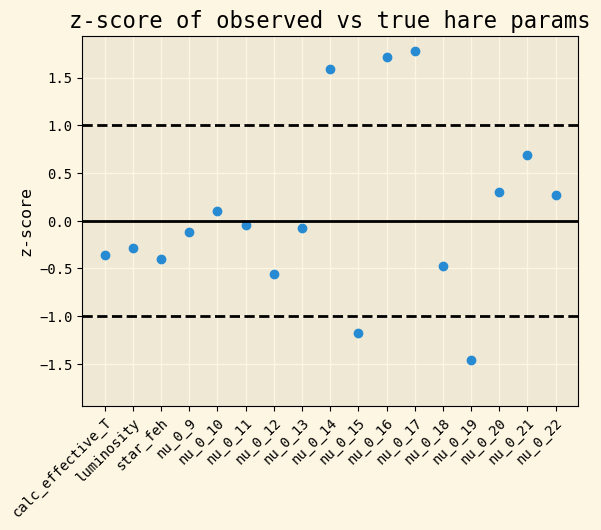 z-score of observed vs true hare params
z-score
1.5
1.0
0.5
0.0
−0.5
−1.0
−1.5
calc_effective_T
luminosity
star_feh
nu_0_9
nu_0_10
nu_0_11
nu_0_12
nu_0_13
nu_0_14
nu_0_15
nu_0_16
nu_0_17
nu_0_18
nu_0_19
nu_0_20
nu_0_21
nu_0_22